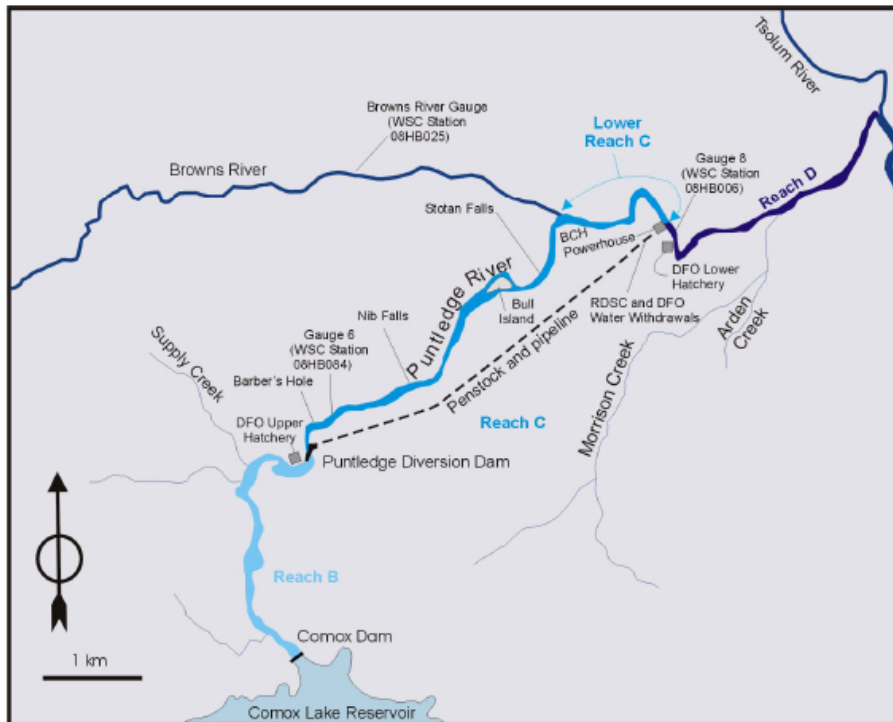 Tsolum River
Browns River Gauge
(WSC Station
08HB025)
Lower
Reach C
Gauge 8
(WSC Station
08HB006)
Browns River
Reach D
Stotan Falls
BCH
Powerhouse
DFO Lower
Hatchery
Puntledge River
Bull
Island
RDSC and DFO
Water Withdrawals
Arden
Creek
Nib Falls
Gauge 6
(WSC Station
08HB084)
Supply Creek
Barber's Hole
Penstock and pipeline
Morrison Creek
DFO Upper
Hatchery
Reach C
Puntledge Diversion Dam
Reach B
Comox Dam
1 km
Comox Lake Reservoir